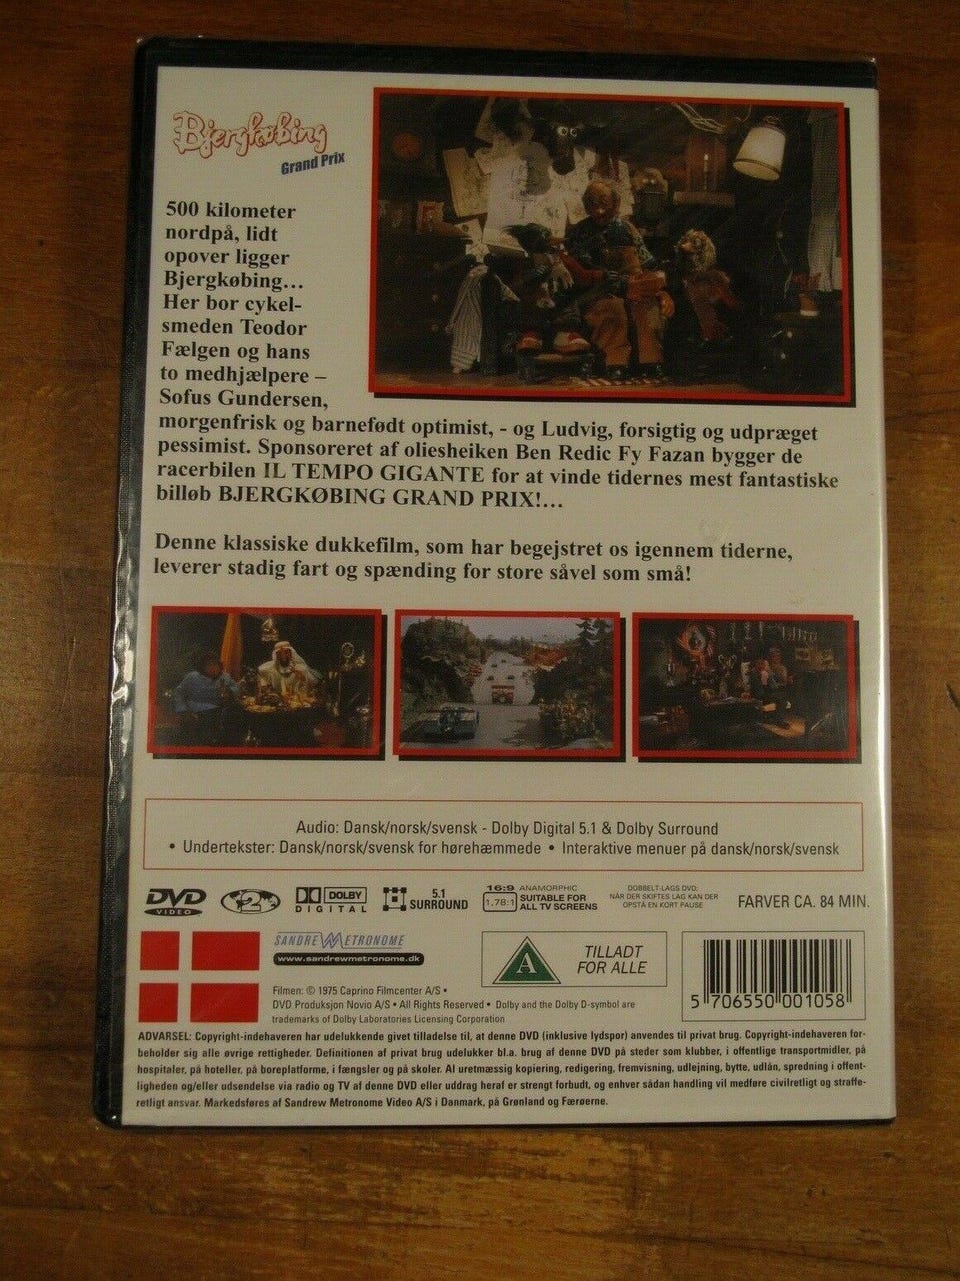 Bjergkøbing
Grand Prix
500 kilometer
nordpå, lidt
opover ligger
Bjergkøbing...
Her bor cykel-
smeden Teodor
Fælgen og hans
to medhjælpere –
Sofus Gundersen,
morgenfrisk og barnefødt optimist, - og Ludvig, forsigtig og udpræget
pessimist. Sponsoreret af oliesheiken Ben Redic Fy Fazan bygger de
racerbilen IL TEMPO GIGANTE for at vinde tidernes mest fantastiske
billøb BJERGKØBING GRAND PRIX!...
Denne klassiske dukkefilm, som har begejstret os igennem tiderne,
leverer stadig fart og spænding for store såvel som små!
Audio: Dansk/norsk/svensk - Dolby Digital 5.1 & Dolby Surround
• Undertekster: Dansk/norsk/svensk for hørehæmmede • Interaktive menuer på dansk/norsk/svensk
DVD VIDEO
2
DOLBY DIGITAL
5.1 SURROUND
16:9 ANAMORPHIC
1.78:1 SUITABLE FOR ALL TV SCREENS
DOBBELT-LAGS DVD:
NÅR DER SKIFTES LAG KAN DER
OPSTÅ EN KORT PAUSE
FARVER CA. 84 MIN.
SANDREW METRONOME
www.sandrewmetronome.dk
A
TILLADT
FOR ALLE
5 706550 001058
Filmen: © 1975 Caprino Filmcenter A/S •
DVD Produksjon Novio A/S • All Rights Reserved • Dolby and the Dolby D-symbol are
trademarks of Dolby Laboratories Licensing Corporation
ADVARSEL: Copyright-indehaveren har udelukkende givet tilladelse til, at denne DVD (inklusive lydspor) anvendes til privat brug. Copyright-indehaveren for-
beholder sig alle øvrige rettigheder. Definitionen af privat brug udelukker bl.a. brug af denne DVD på steder som klubber, i offentlige transportmidler, på
hospitaler, på hoteller, på boreplatforme, i fængsler og på skoler. Al uretmæssig kopiering, redigering, fremvisning, udlejning, bytte, udlån, spredning i offent-
ligheden og/eller udsendelse via radio og TV af denne DVD eller uddrag heraf er strengt forbudt, og enhver sådan handling vil medføre civilretligt og straffe-
retligt ansvar. Markedsføres af Sandrew Metronome Video A/S i Danmark, på Grønland og Færøerne.